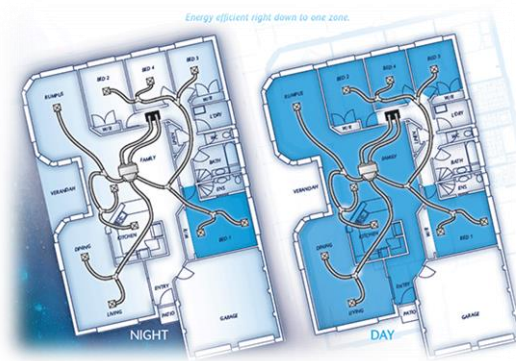 Energy efficient right down to one zone.
RUMPUS
BED 2
BED 4
BED 3
W/R
L'DRY
FAMILY
BATH
ENS
VERANDAH
KITCHEN
DINING
BED 1
LIVING
ENTRY
PATIO
GARAGE
NIGHT
RUMPUS
BED 2
BED 4
BED 3
W/R
L'DRY
FAMILY
BATH
ENS
VERANDAH
KITCHEN
DINING
BED 1
LIVING
ENTRY
PATIO
GARAGE
DAY